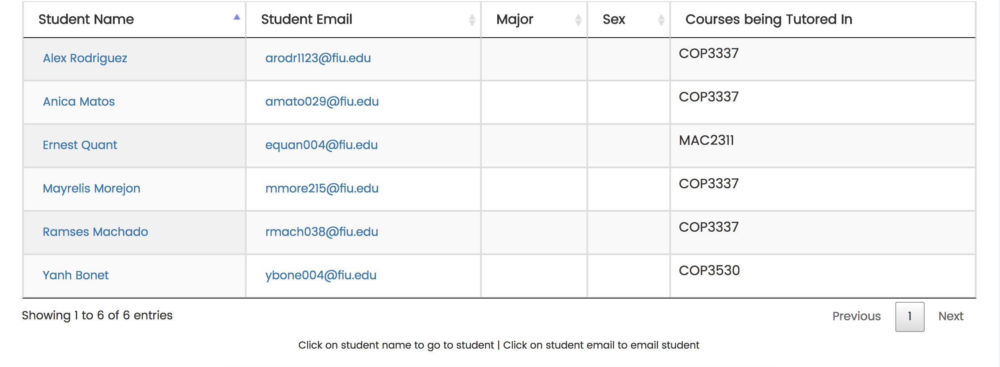 Student Name Student Email Major Sex Courses being Tutored In
Alex Rodriguez arodr1123@fiu.edu COP3337
Anica Matos amato029@fiu.edu COP3337
Ernest Quant equan004@fiu.edu MAC2311
Mayrelis Morejon mmore215@fiu.edu COP3337
Ramses Machado rmach038@fiu.edu COP3337
Yanh Bonet ybone004@fiu.edu COP3530
Showing 1 to 6 of 6 entries Previous 1 Next
Click on student name to go to student | Click on student email to email student